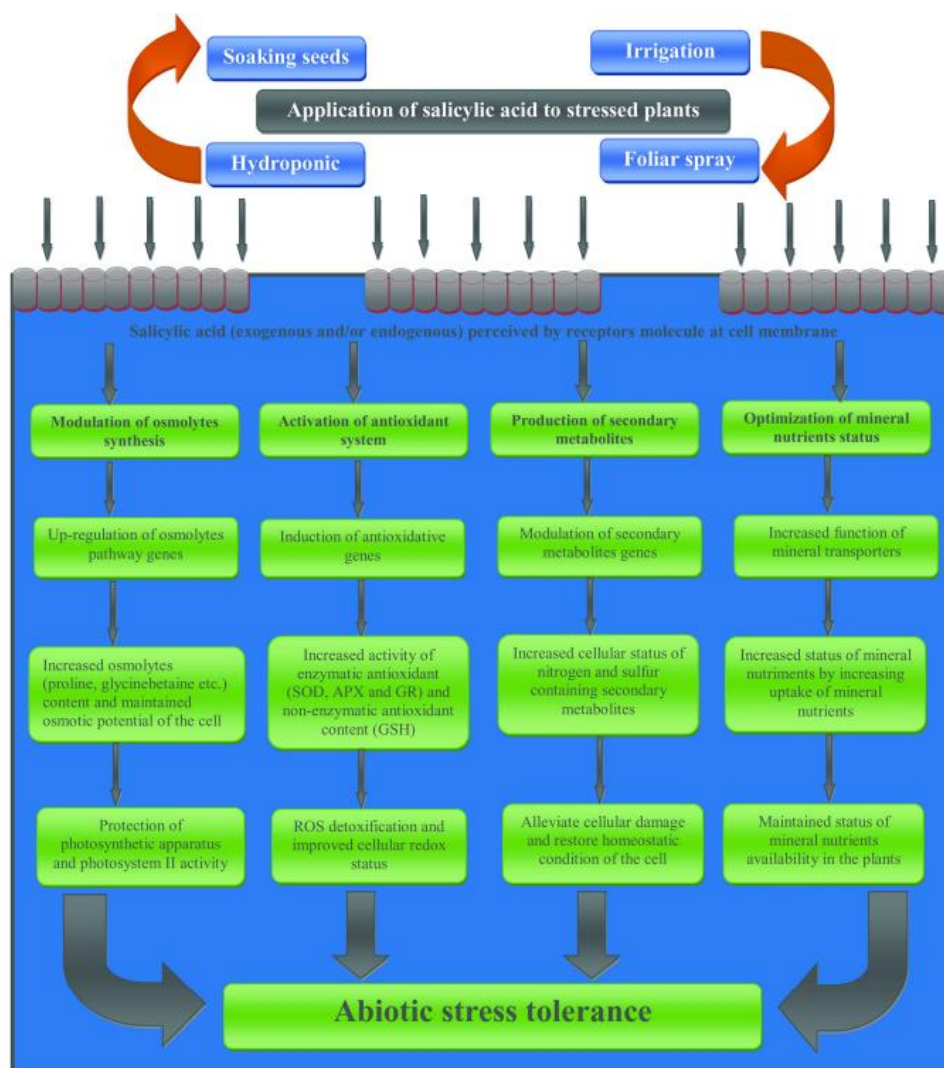 Soaking seeds
Irrigation
Application of salicylic acid to stressed plants
Hydroponic
Foliar spray
Salicylic acid (exogenous and/or endogenous) perceived by receptors molecule at cell membrane
Modulation of osmolytes
synthesis
Activation of antioxidant
system
Production of secondary
metabolites
Optimization of mineral
nutrients status
Up-regulation of osmolytes
pathway genes
Induction of antioxidative
genes
Modulation of secondary
metabolites genes
Increased function of
mineral transporters
Increased osmolytes
(proline, glycinebetaine etc.)
content and maintained
osmotic potential of the cell
Increased activity of
enzymatic antioxidant
(SOD, APX and GR) and
non-enzymatic antioxidant
content (GSH)
Increased cellular status of
nitrogen and sulfur
containing secondary
metabolites
Increased status of mineral
nutriments by increasing
uptake of mineral
nutrients
Protection of
photosynthetic apparatus
and photosystem II activity
ROS detoxification and
improved cellular redox
status
Alleviate cellular damage
and restore homeostatic
condition of the cell
Maintained status of
mineral nutrients
availability in the plants
Abiotic stress tolerance